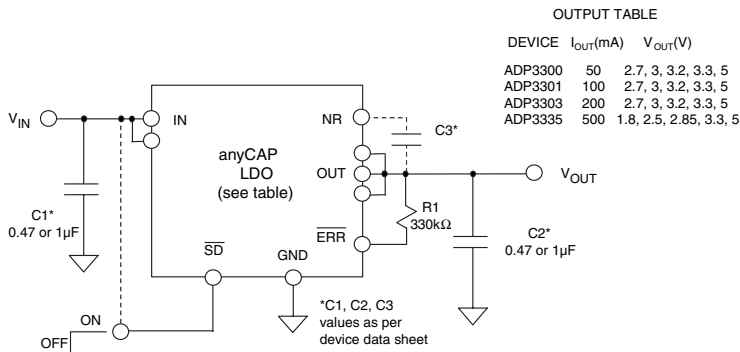 OUTPUT TABLE
DEVICE IOUT(mA) VOUT(V)
ADP3300 50 2.7, 3, 3.2, 3.3, 5
ADP3301 100 2.7, 3, 3.2, 3.3, 5
ADP3303 200 2.7, 3, 3.2, 3.3, 5
ADP3335 500 1.8, 2.5, 2.85, 3.3, 5
VIN
IN
NR
C3*
anyCAP
LDO
(see table)
OUT
VOUT
C1*
0.47 or 1µF
R1
330kΩ
ERR
C2*
0.47 or 1µF
SD
GND
*C1, C2, C3
values as per
device data sheet
ON
OFF